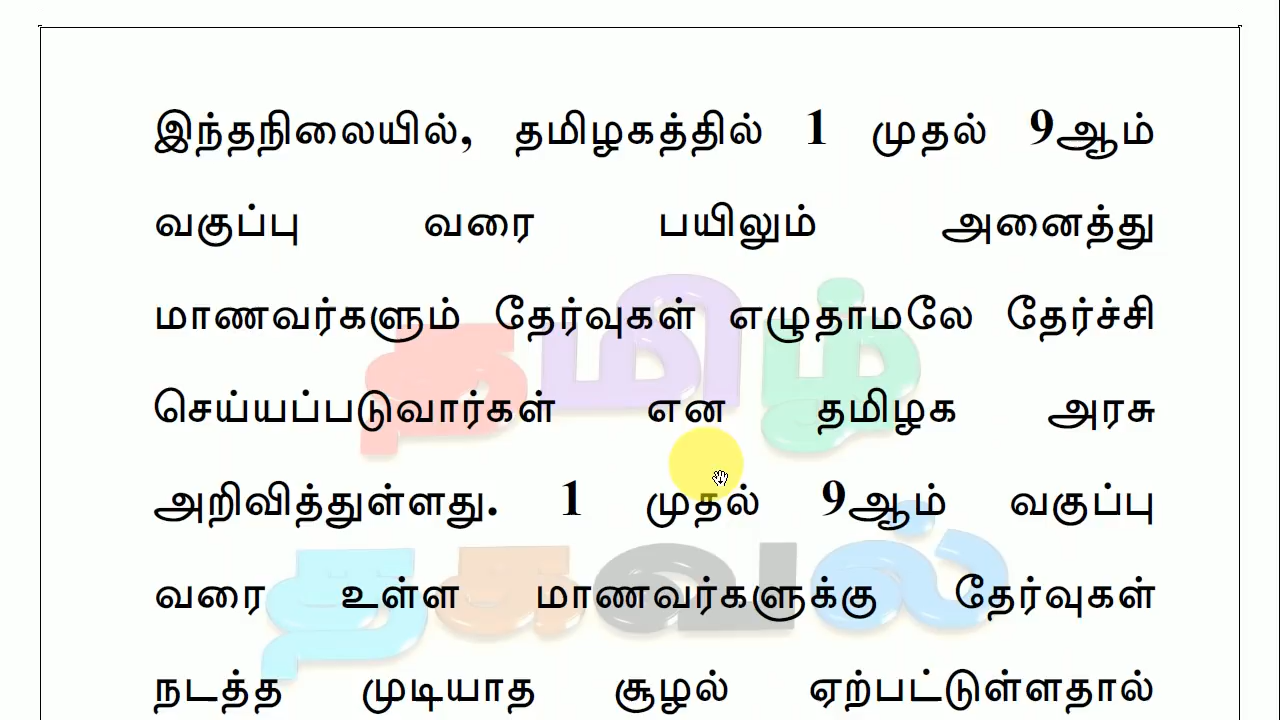 இந்தநிலையில், தமிழகத்தில் 1 முதல் 9ஆம்
வகுப்பு வரை பயிலும் அனைத்து
மாணவர்களும் தேர்வுகள் எழுதாமலே தேர்ச்சி
செய்யப்படுவார்கள் என தமிழக அரசு
அறிவித்துள்ளது. 1 முதல் 9ஆம் வகுப்பு
வரை உள்ள மாணவர்களுக்கு தேர்வுகள்
நடத்த முடியாத சூழல் ஏற்பட்டுள்ளதால்
தமிழ்
தகவல்